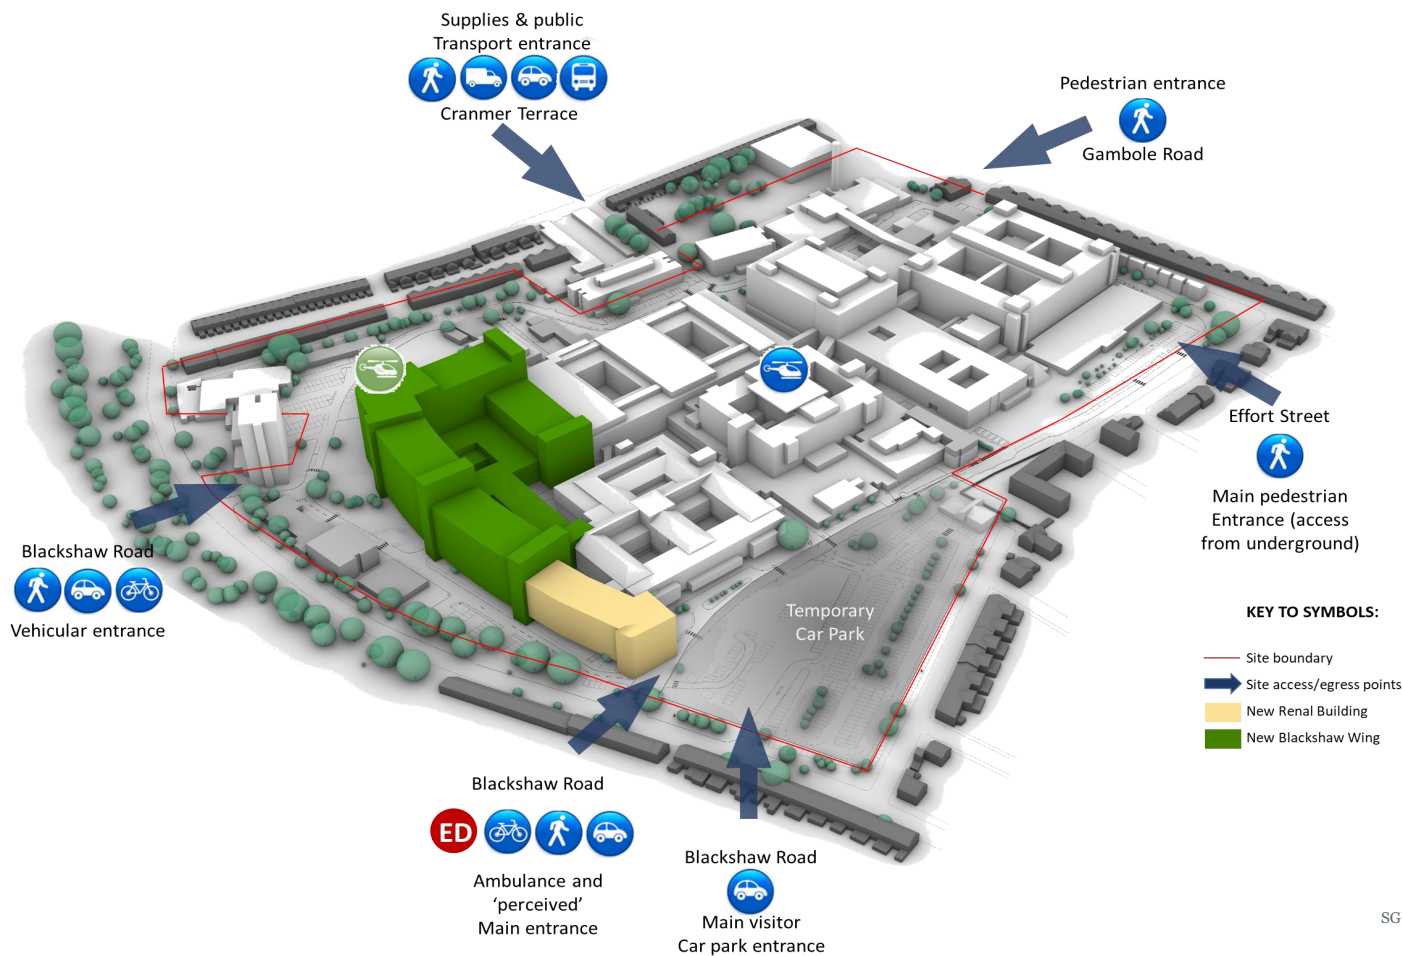 Supplies & public
Transport entrance
Cranmer Terrace
Pedestrian entrance
Gambole Road
Effort Street
Main pedestrian
Entrance (access
from underground)
Blackshaw Road
Vehicular entrance
Temporary
Car Park
KEY TO SYMBOLS:
Site boundary
Site access/egress points
New Renal Building
New Blackshaw Wing
Blackshaw Road
ED
Ambulance and
‘perceived’
Main entrance
Blackshaw Road
Main visitor
Car park entrance
SG